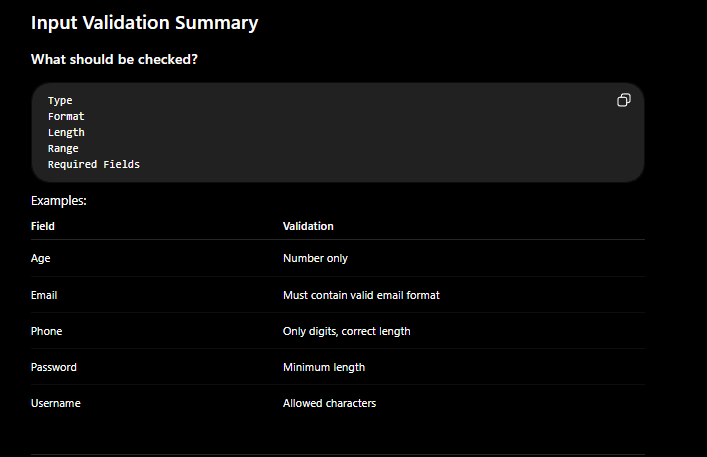 Input Validation Summary
What should be checked?
Type
Format
Length
Range
Required Fields
Examples:
Field Validation
Age Number only
Email Must contain valid email format
Phone Only digits, correct length
Password Minimum length
Username Allowed characters